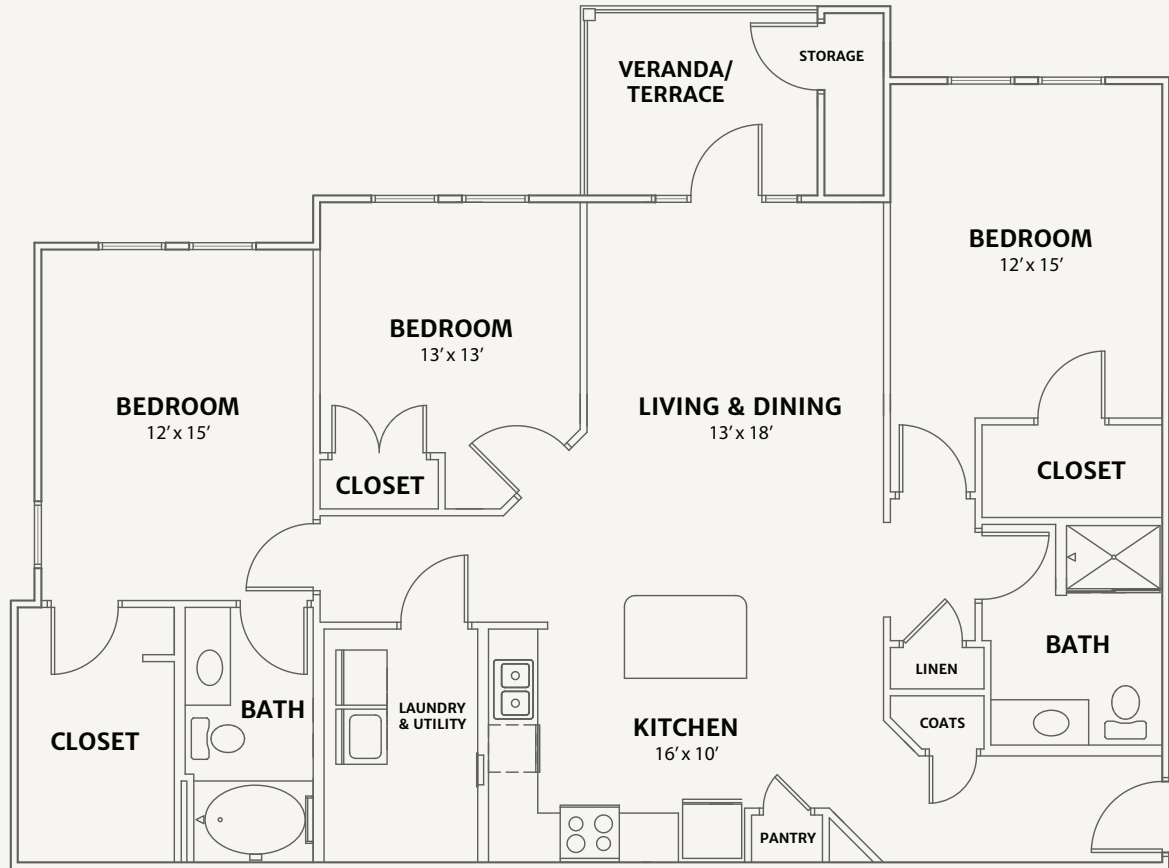 VERANDA/
TERRACE
STORAGE
BEDROOM
12’ x 15’
BEDROOM
13’ x 13’
BEDROOM
12’ x 15’
LIVING & DINING
13’ x 18’
CLOSET
CLOSET
BATH
LINEN
LAUNDRY
& UTILITY
BATH
CLOSET
COATS
KITCHEN
16’ x 10’
PANTRY